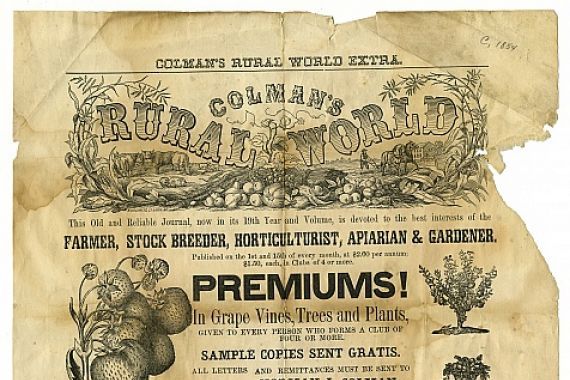 C, 1854
COLMAN'S RURAL WORLD EXTRA.
COLMAN'S
RURAL WORLD
This Old and Reliable Journal, now in its 19th Year and Volume, is devoted to the best interests of the
FARMER, STOCK BREEDER, HORTICULTURIST, APIARIAN & GARDENER.
Published on the 1st and 15th of every month, at $2.00 per annum;
$1.50, each, in Clubs of 4 or more.
PREMIUMS!
In Grape Vines, Trees and Plants,
GIVEN TO EVERY PERSON WHO FORMS A CLUB OF
FOUR OR MORE.
SAMPLE COPIES SENT GRATIS.
ALL LETTERS AND REMITTANCES MUST BE SENT TO